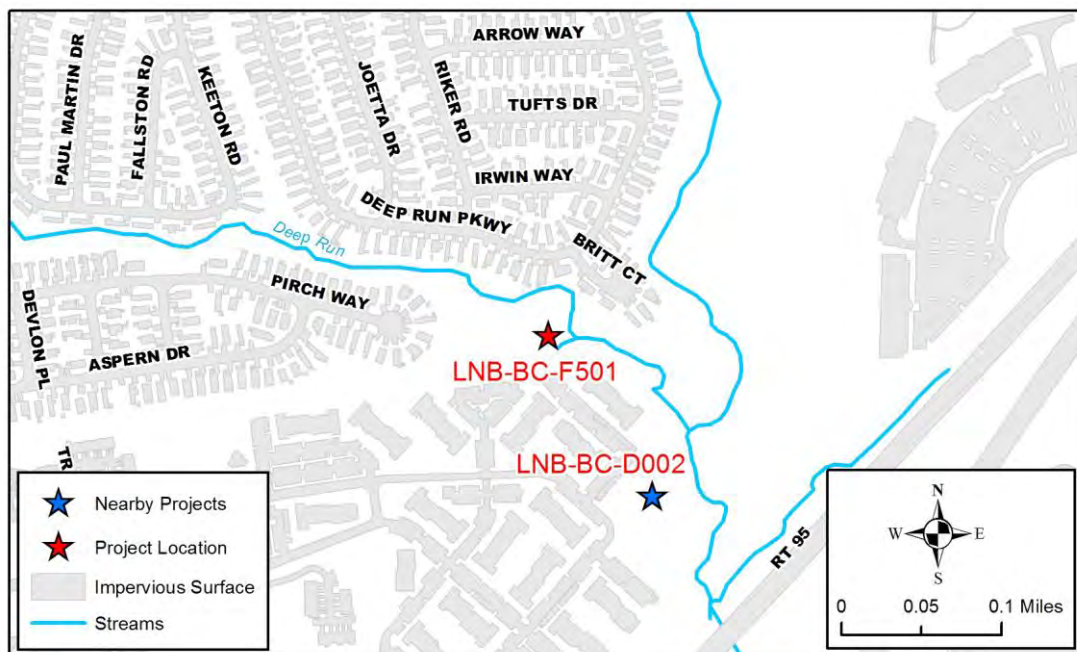 ARROW WAY
PAUL MARTIN DR
FALLSTON RD
KEETON RD
JOETTA DR
RIKER RD
TUFTS DR
IRWIN WAY
DEEP RUN PKWY
Deep Run
BRITT CT
PIRCH WAY
DEVLON PL
ASPERN DR
LNB-BC-F501
LNB-BC-D002
TR
RT 95
Nearby Projects
Project Location
Impervious Surface
Streams
N
W
E
S
0 0.05 0.1 Miles